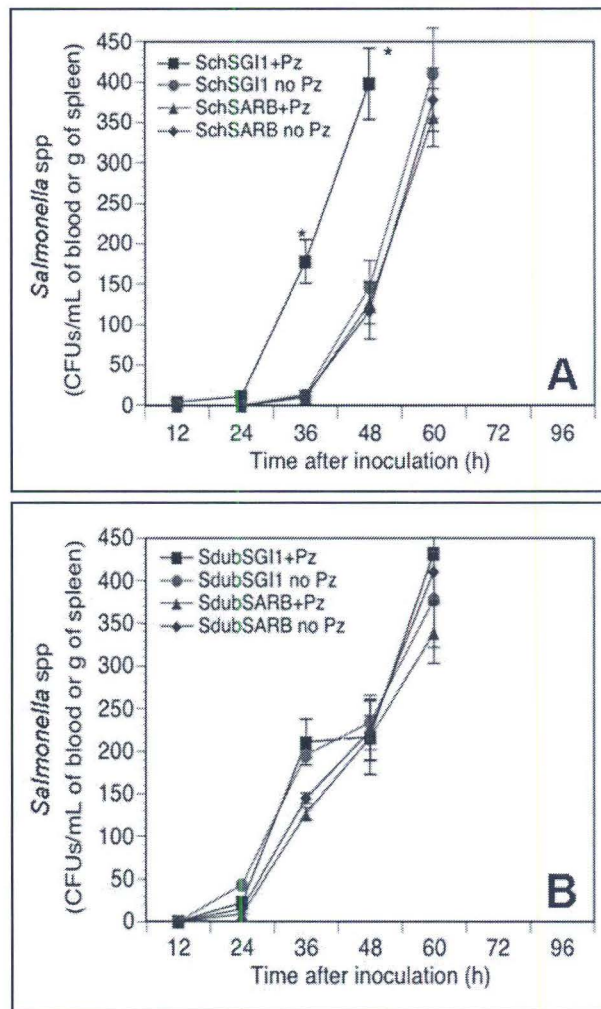 450
400
350
300
250
200
150
100
50
0
Salmonella spp
(CFUs/mL of blood or g of spleen)
SchSGI1+Pz
SchSGI1 no Pz
SchSARB+Pz
SchSARB no Pz
*
*
A
12 24 36 48 60 72 96
Time after inoculation (h)
450
400
350
300
250
200
150
100
50
0
Salmonella spp
(CFUs/mL of blood or g of spleen)
SdubSGI1+Pz
SdubSGI1 no Pz
SdubSARB+Pz
SdubSARB no Pz
B
12 24 36 48 60 72 96
Time after inoculation (h)